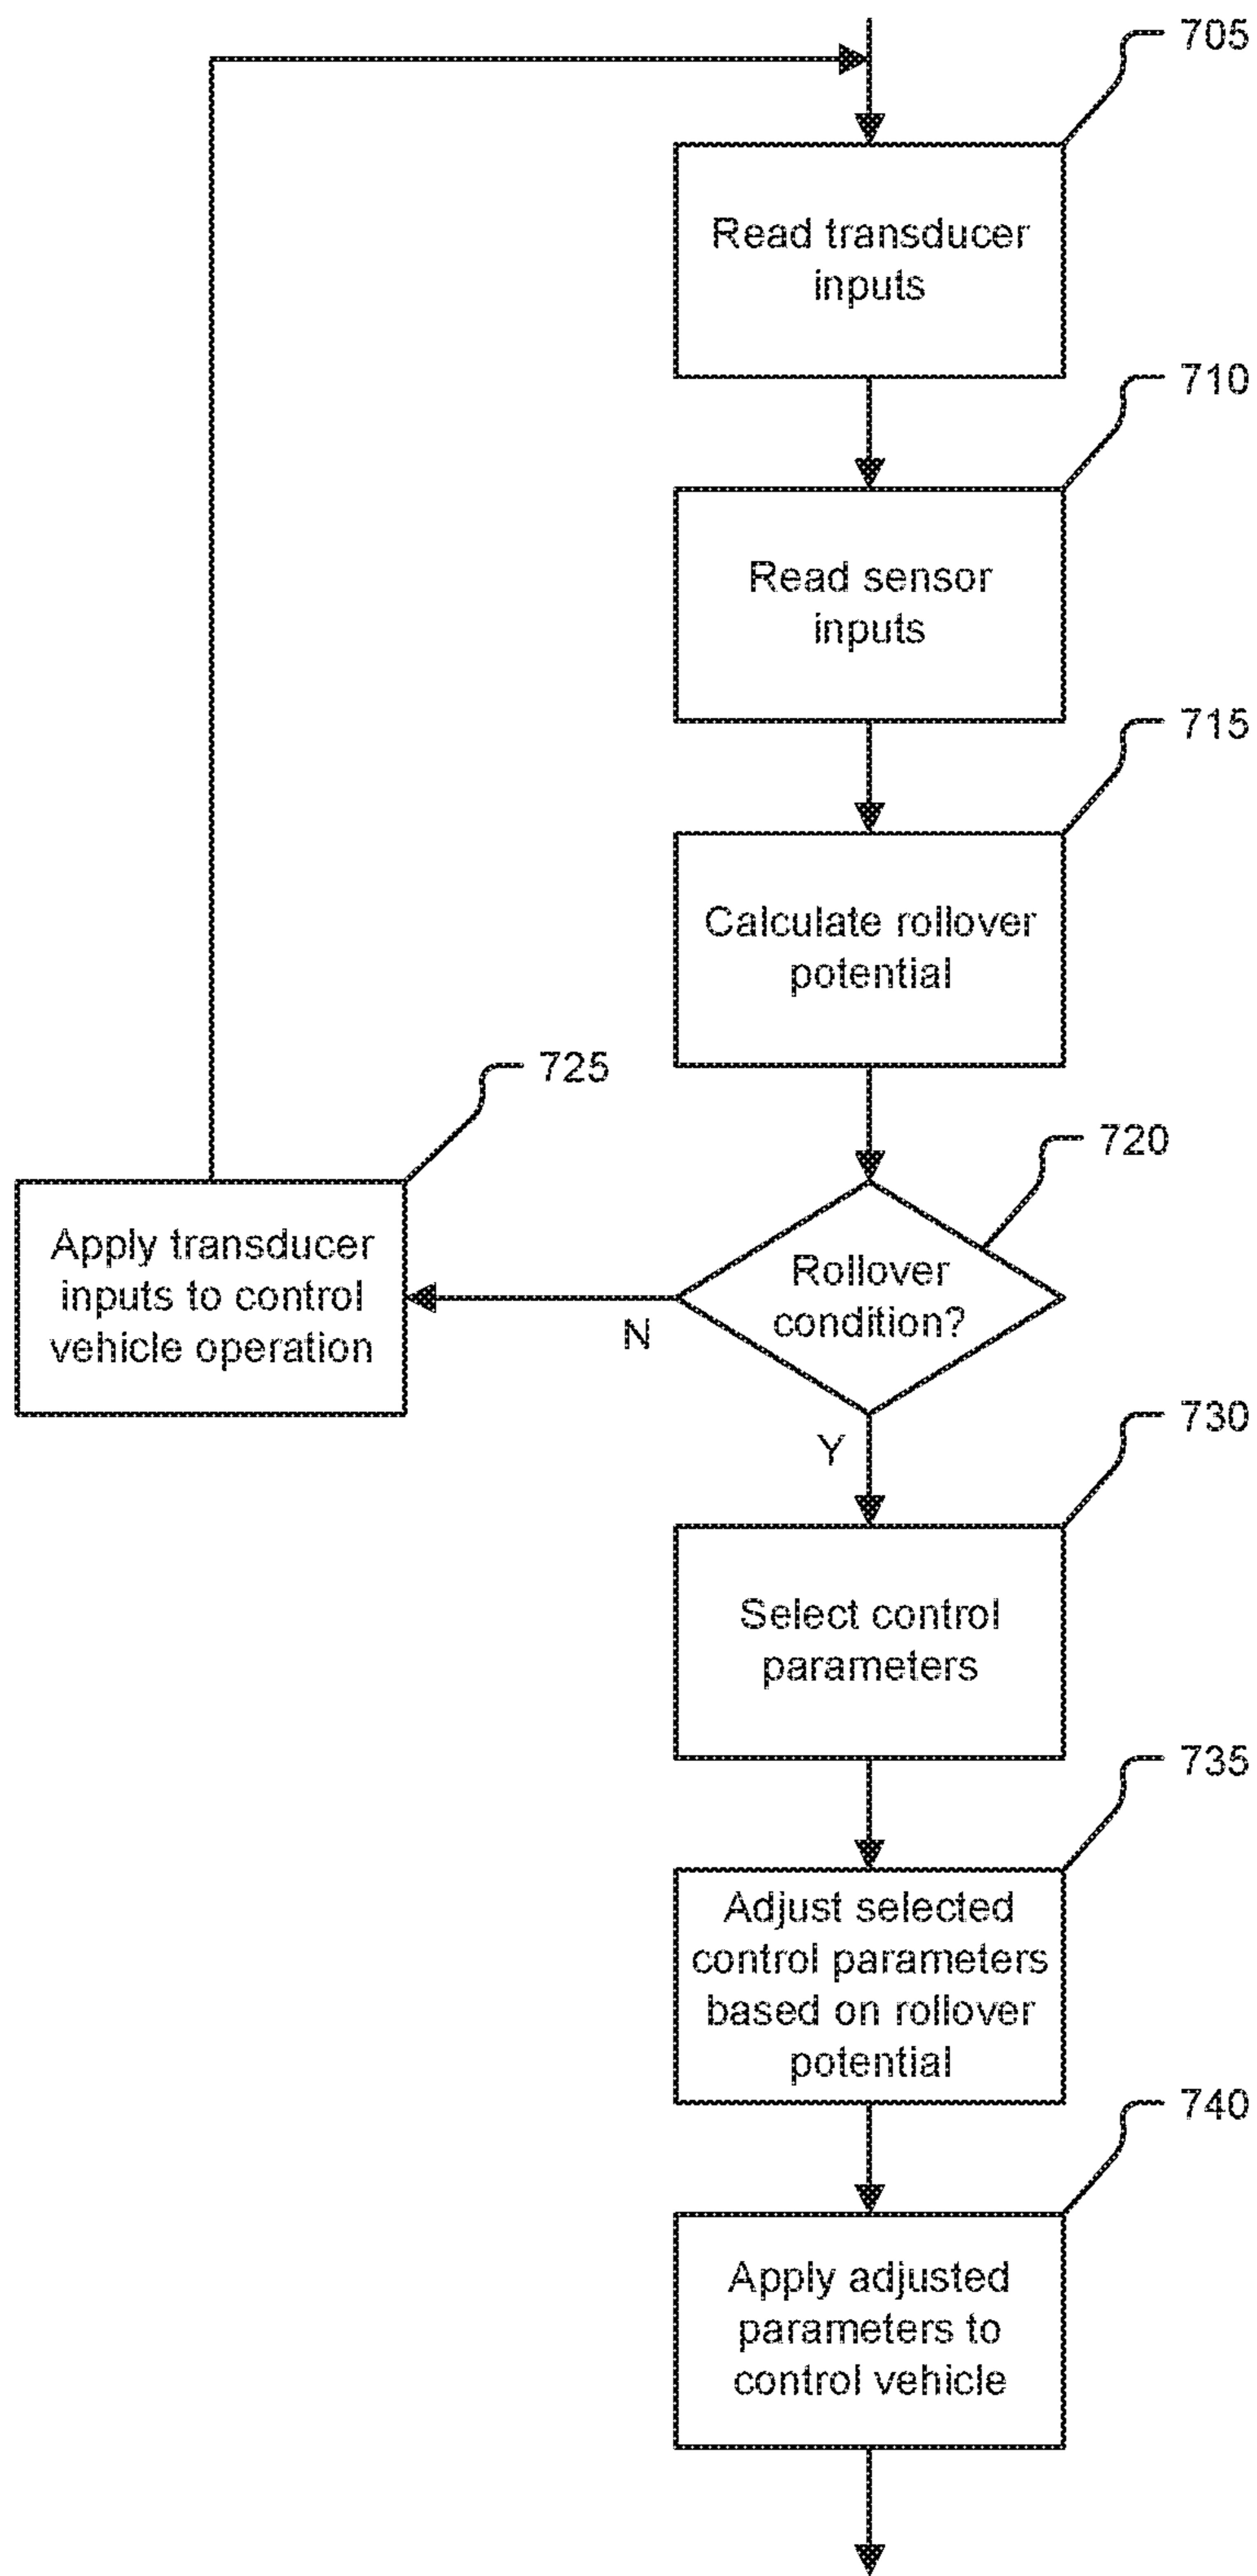 705
Read transducer
inputs
710
Read sensor
inputs
715
Calculate rollover
potential
725
720
Apply transducer
inputs to control
vehicle operation
Rollover
condition?
N
Y
730
Select control
parameters
735
Adjust selected
control parameters
based on rollover
potential
740
Apply adjusted
parameters to
control vehicle